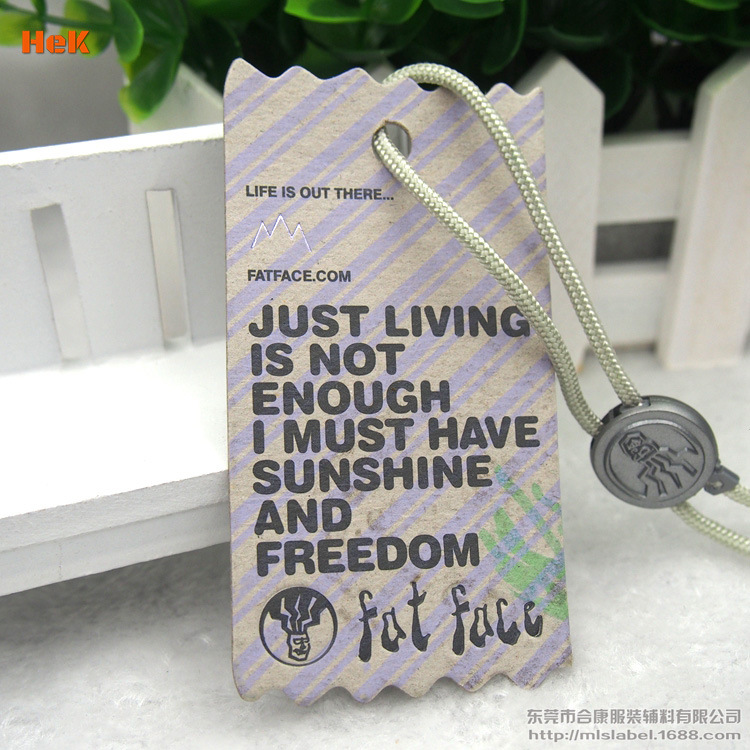 HeK
LIFE IS OUT THERE...
FATFACE.COM
JUST LIVING
IS NOT
ENOUGH
I MUST HAVE
SUNSHINE
AND
FREEDOM
fat face
东莞市合康服装辅料有限公司
http://mlslabel.1688.com/